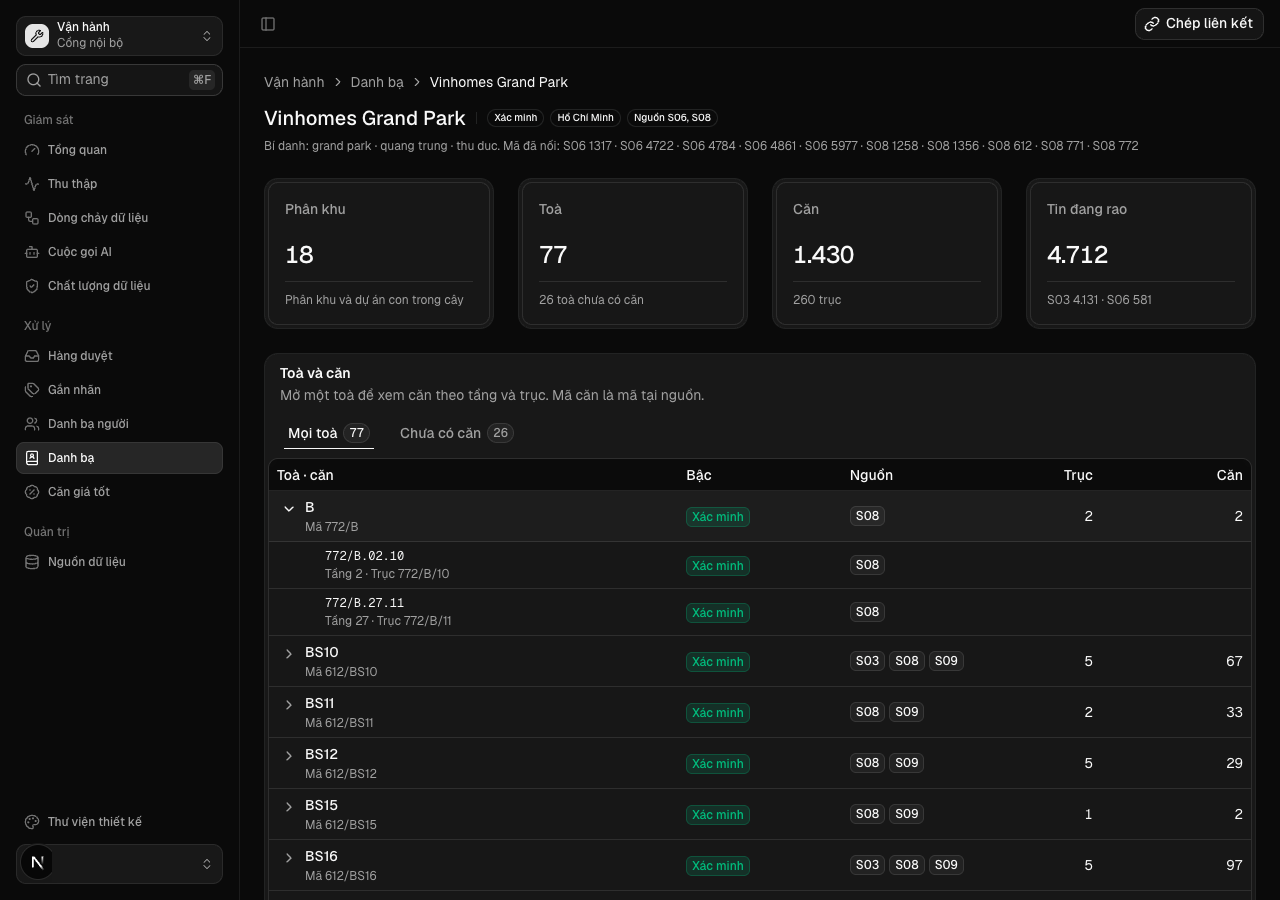 Vận hành
Cổng nội bộ
Tìm trang ⌘F
Giám sát
Tổng quan
Thu thập
Dòng chảy dữ liệu
Cuộc gọi AI
Chất lượng dữ liệu
Xử lý
Hàng duyệt
Gắn nhãn
Danh bạ người
Danh bạ
Căn giá tốt
Quản trị
Nguồn dữ liệu
Thư viện thiết kế
N
Chép liên kết
Vận hành > Danh bạ > Vinhomes Grand Park
Vinhomes Grand Park Xác minh Hồ Chí Minh Nguồn S06, S08
Bí danh: grand park · quang trung · thu duc. Mã đã nối: S06 1317 · S06 4722 · S06 4784 · S06 4861 · S06 5977 · S08 1258 · S08 1356 · S08 612 · S08 771 · S08 772
Phân khu
18
Phân khu và dự án con trong cây
Toà
77
26 toà chưa có căn
Căn
1.430
260 trục
Tin đang rao
4.712
S03 4.131 · S06 581
Toà và căn
Mở một toà để xem căn theo tầng và trục. Mã căn là mã tại nguồn.
Mọi toà 77 Chưa có căn 26
Toà · căn Bậc Nguồn Trục Căn
B Xác minh S08 2 2
Mã 772/B
772/B.02.10 Xác minh S08
Tầng 2 · Trục 772/B/10
772/B.27.11 Xác minh S08
Tầng 27 · Trục 772/B/11
BS10 Xác minh S03 S08 S09 5 67
Mã 612/BS10
BS11 Xác minh S08 S09 2 33
Mã 612/BS11
BS12 Xác minh S08 S09 5 29
Mã 612/BS12
BS15 Xác minh S08 S09 1 2
Mã 612/BS15
BS16 Xác minh S03 S08 S09 5 97
Mã 612/BS16